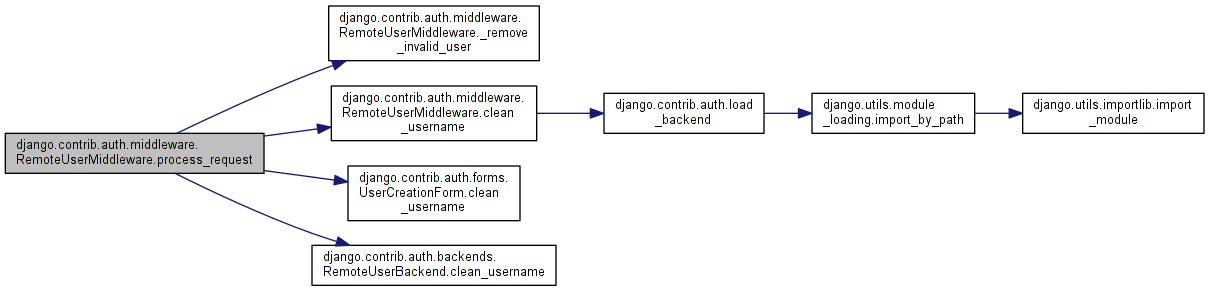 django.contrib.auth.middleware.
RemoteUserMiddleware.process_request
django.contrib.auth.middleware.
RemoteUserMiddleware._remove
_invalid_user
django.contrib.auth.middleware.
RemoteUserMiddleware.clean
_username
django.contrib.auth.forms.
UserCreationForm.clean
_username
django.contrib.auth.backends.
RemoteUserBackend.clean_username
django.contrib.auth.load
_backend
django.utils.module
_loading.import_by_path
django.utils.importlib.import
_module